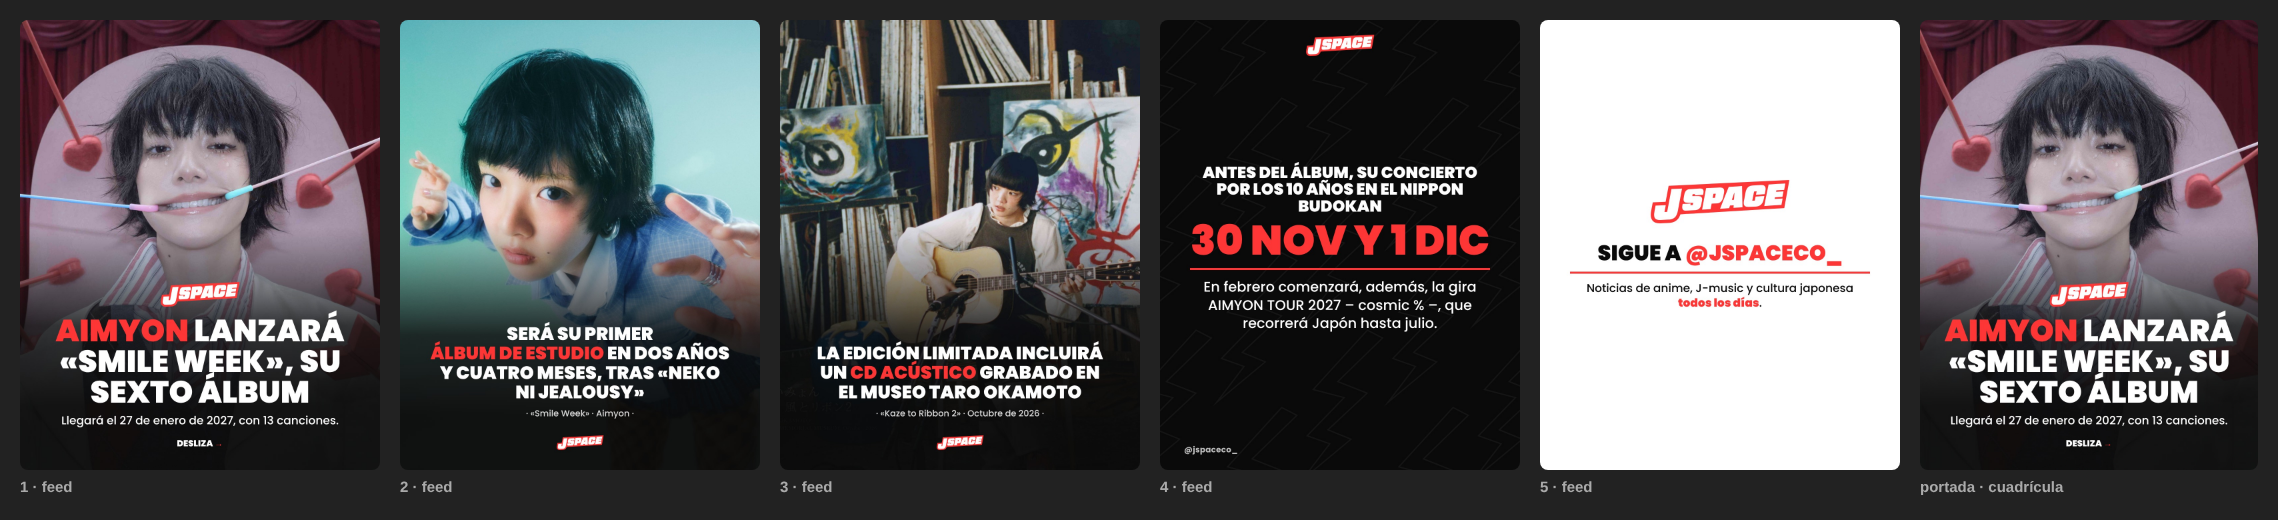 JSPACE
AIMYON LANZARÁ
«SMILE WEEK», SU
SEXTO ÁLBUM
Llegará el 27 de enero de 2027, con 13 canciones.
DESLIZA
1 · feed
SERÁ SU PRIMER
ÁLBUM DE ESTUDIO EN DOS AÑOS
Y CUATRO MESES, TRAS «NEKO
NI JEALOUSY»
· «Smile Week» · Aimyon ·
JSPACE
2 · feed
LA EDICIÓN LIMITADA INCLUIRÁ
UN CD ACÚSTICO GRABADO EN
EL MUSEO TARO OKAMOTO
· «Kaze to Ribbon 2» · Octubre de 2026 ·
JSPACE
3 · feed
JSPACE
ANTES DEL ÁLBUM, SU CONCIERTO
POR LOS 10 AÑOS EN EL NIPPON
BUDOKAN
30 NOV Y 1 DIC
En febrero comenzará, además, la gira
AIMYON TOUR 2027 – cosmic % –, que
recorrerá Japón hasta julio.
@jspaceco_
4 · feed
JSPACE
SIGUE A @JSPACECO_
Noticias de anime, J-music y cultura japonesa
todos los días.
5 · feed
JSPACE
AIMYON LANZARÁ
«SMILE WEEK», SU
SEXTO ÁLBUM
Llegará el 27 de enero de 2027, con 13 canciones.
DESLIZA
portada · cuadrícula